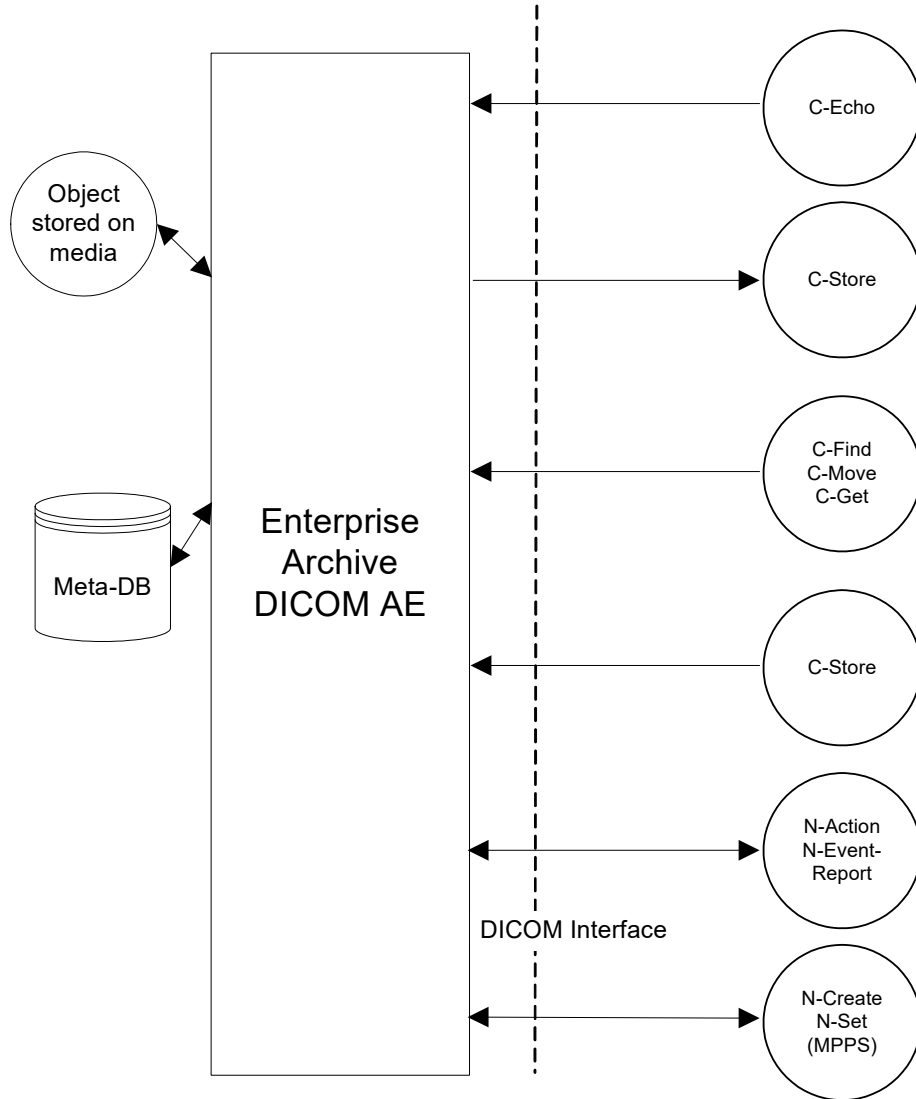 C-Echo
Object
stored on
media
C-Store
C-Find
C-Move
C-Get
Enterprise
Archive
DICOM AE
Meta-DB
C-Store
N-Action
N-Event-
Report
DICOM Interface
N-Create
N-Set
(MPPS)